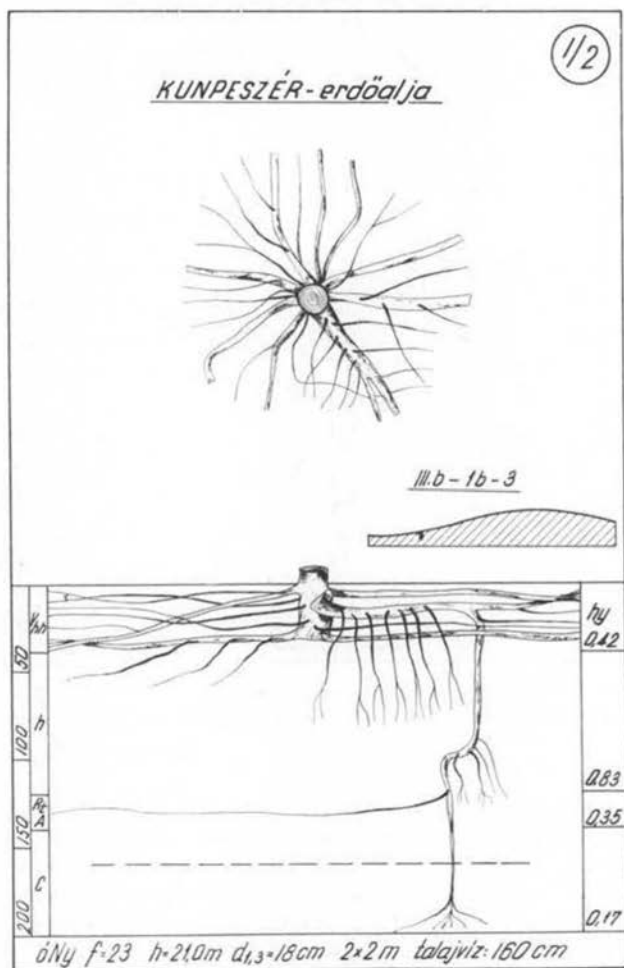 1/2
KUNPESZÉR-erdőalja
III.b-1b-3
hy
0,42
50
h
100
0,83
A
0,35
150
C
200
0,17
óNy f=23 h=21,0m d1,3=18cm 2×2m talajvíz: 160 cm